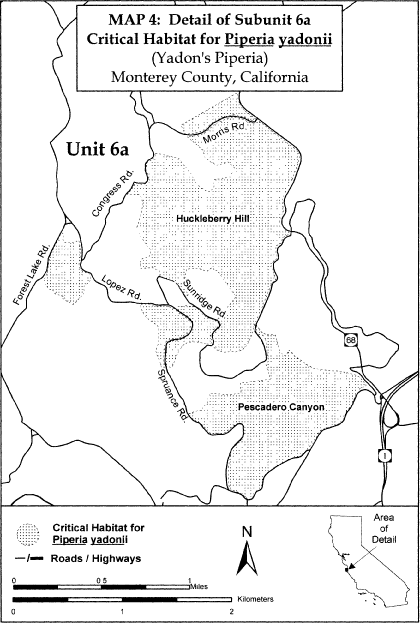 MAP 4: Detail of Subunit 6a
Critical Habitat for Piperia yadonii
(Yadon's Piperia)
Monterey County, California
Morris Rd.
Unit 6a
Congress Rd.
Huckleberry Hill
Forest Lake Rd.
Lopez Rd.
Sunridge Rd.
68
Spruance Rd.
Pescadero Canyon
1
Critical Habitat for
Piperia yadonii
Roads / Highways
N
Area
of
Detail
0 0 5 1
Miles
Kilometers
0 1 2